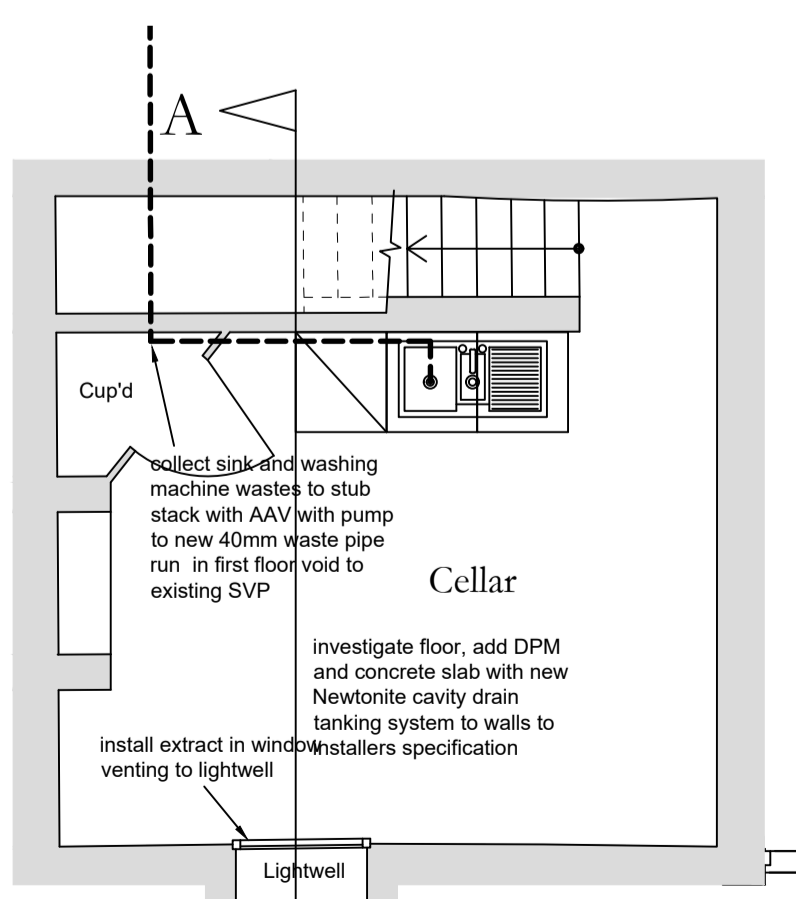 A
Cup'd
collect sink and washing
machine wastes to stub
stack with AAV with pump
to new 40mm waste pipe
run in first floor void to
existing SVP
Cellar
investigate floor, add DPM
and concrete slab with new
Newtonite cavity drain
tanking system to walls to
installers specification
install extract in window
venting to lightwell
Lightwell